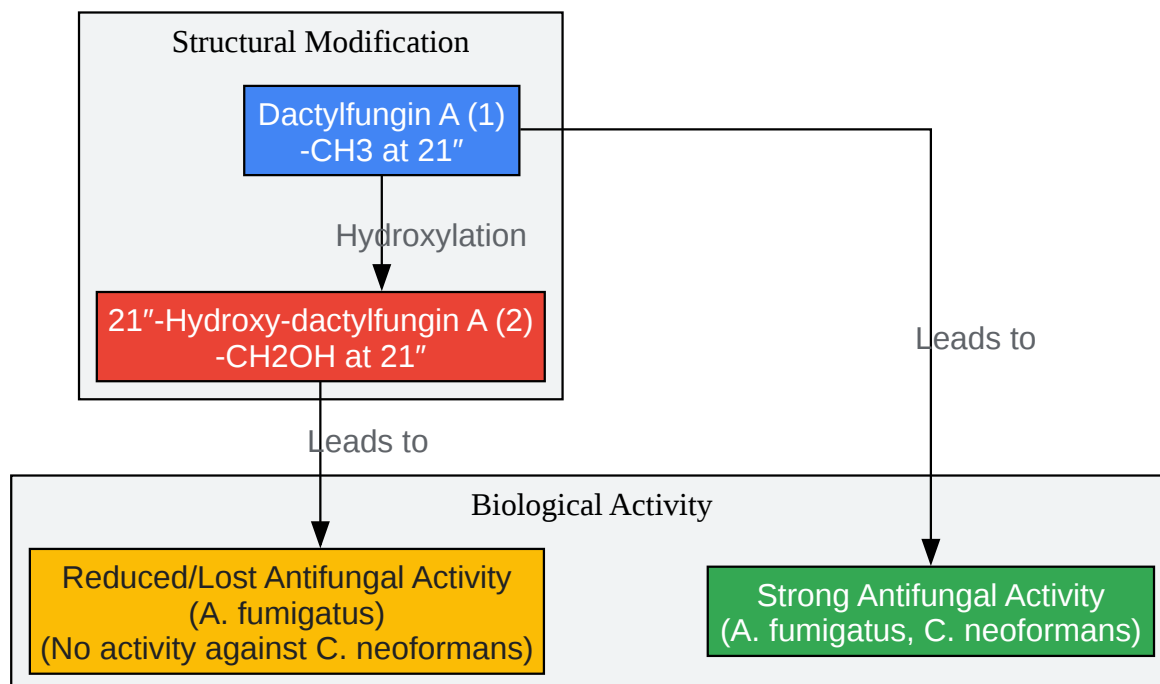 Structural Modification
Dactylfungin A (1)
-CH3 at 21″
Hydroxylation
21″-Hydroxy-dactylfungin A (2)
-CH2OH at 21″
Leads to
Leads to
Biological Activity
Reduced/Lost Antifungal Activity
(A. fumigatus)
(No activity against C. neoformans)
Strong Antifungal Activity
(A. fumigatus, C. neoformans)